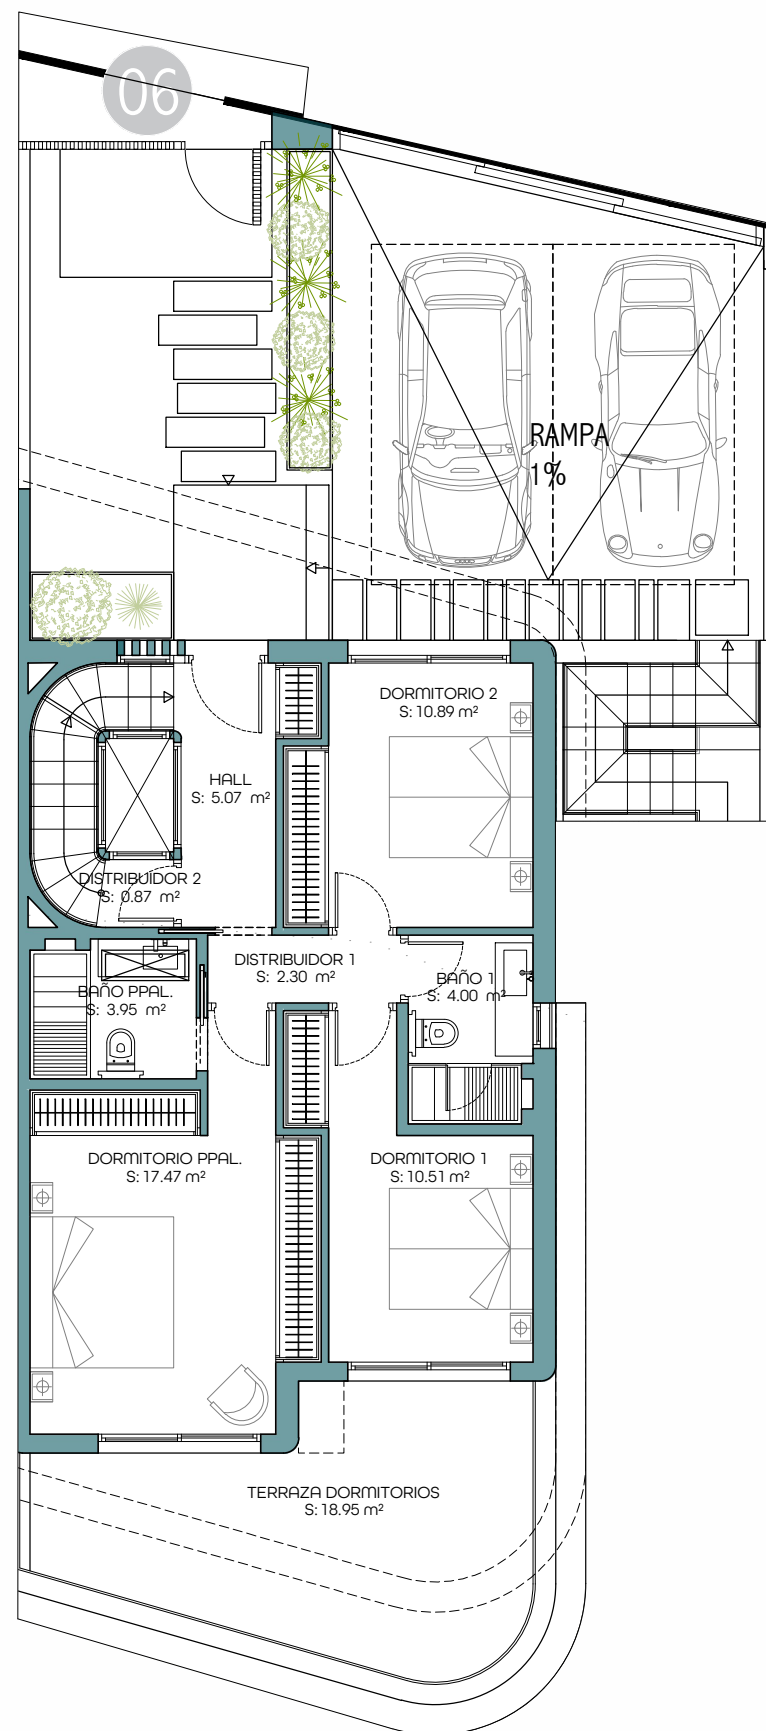 06
RAMPA
1%
DORMITORIO 2
S: 10.89 m²
HALL
S: 5.07 m²
DISTRIBUIDOR 2
S: 0.87 m²
DISTRIBUIDOR 1
S: 2.30 m²
BAÑO 1
S: 4.00 m²
BAÑO PPAL.
S: 3.95 m²
DORMITORIO PPAL.
S: 17.47 m²
DORMITORIO 1
S: 10.51 m²
TERRAZA DORMITORIOS
S: 18.95 m²